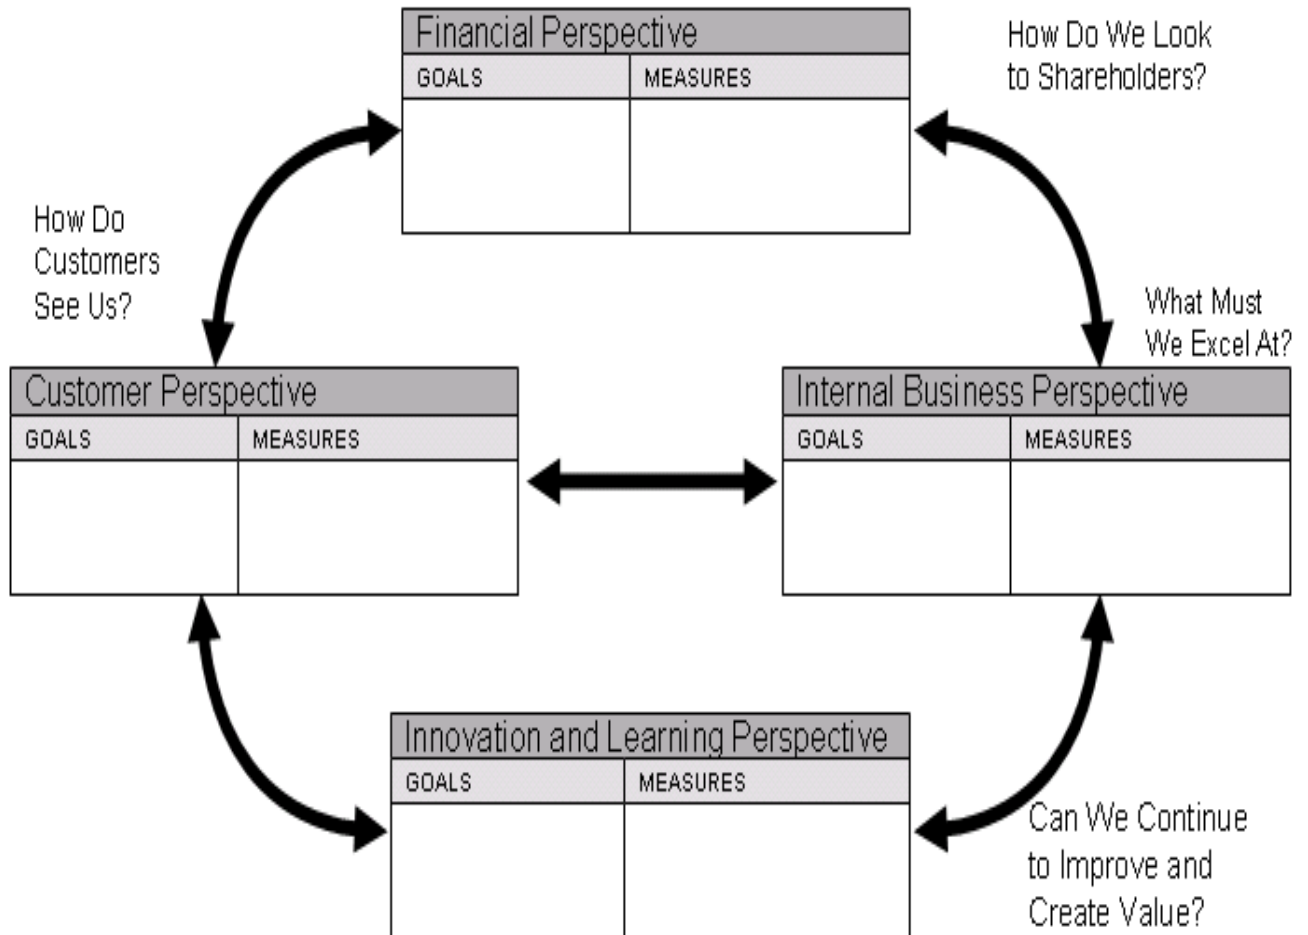 Financial Perspective
GOALS MEASURES
How Do We Look
to Shareholders?
How Do
Customers
See Us?
What Must
We Excel At?
Customer Perspective
GOALS MEASURES
Internal Business Perspective
GOALS MEASURES
Innovation and Learning Perspective
GOALS MEASURES
Can We Continue
to Improve and
Create Value?